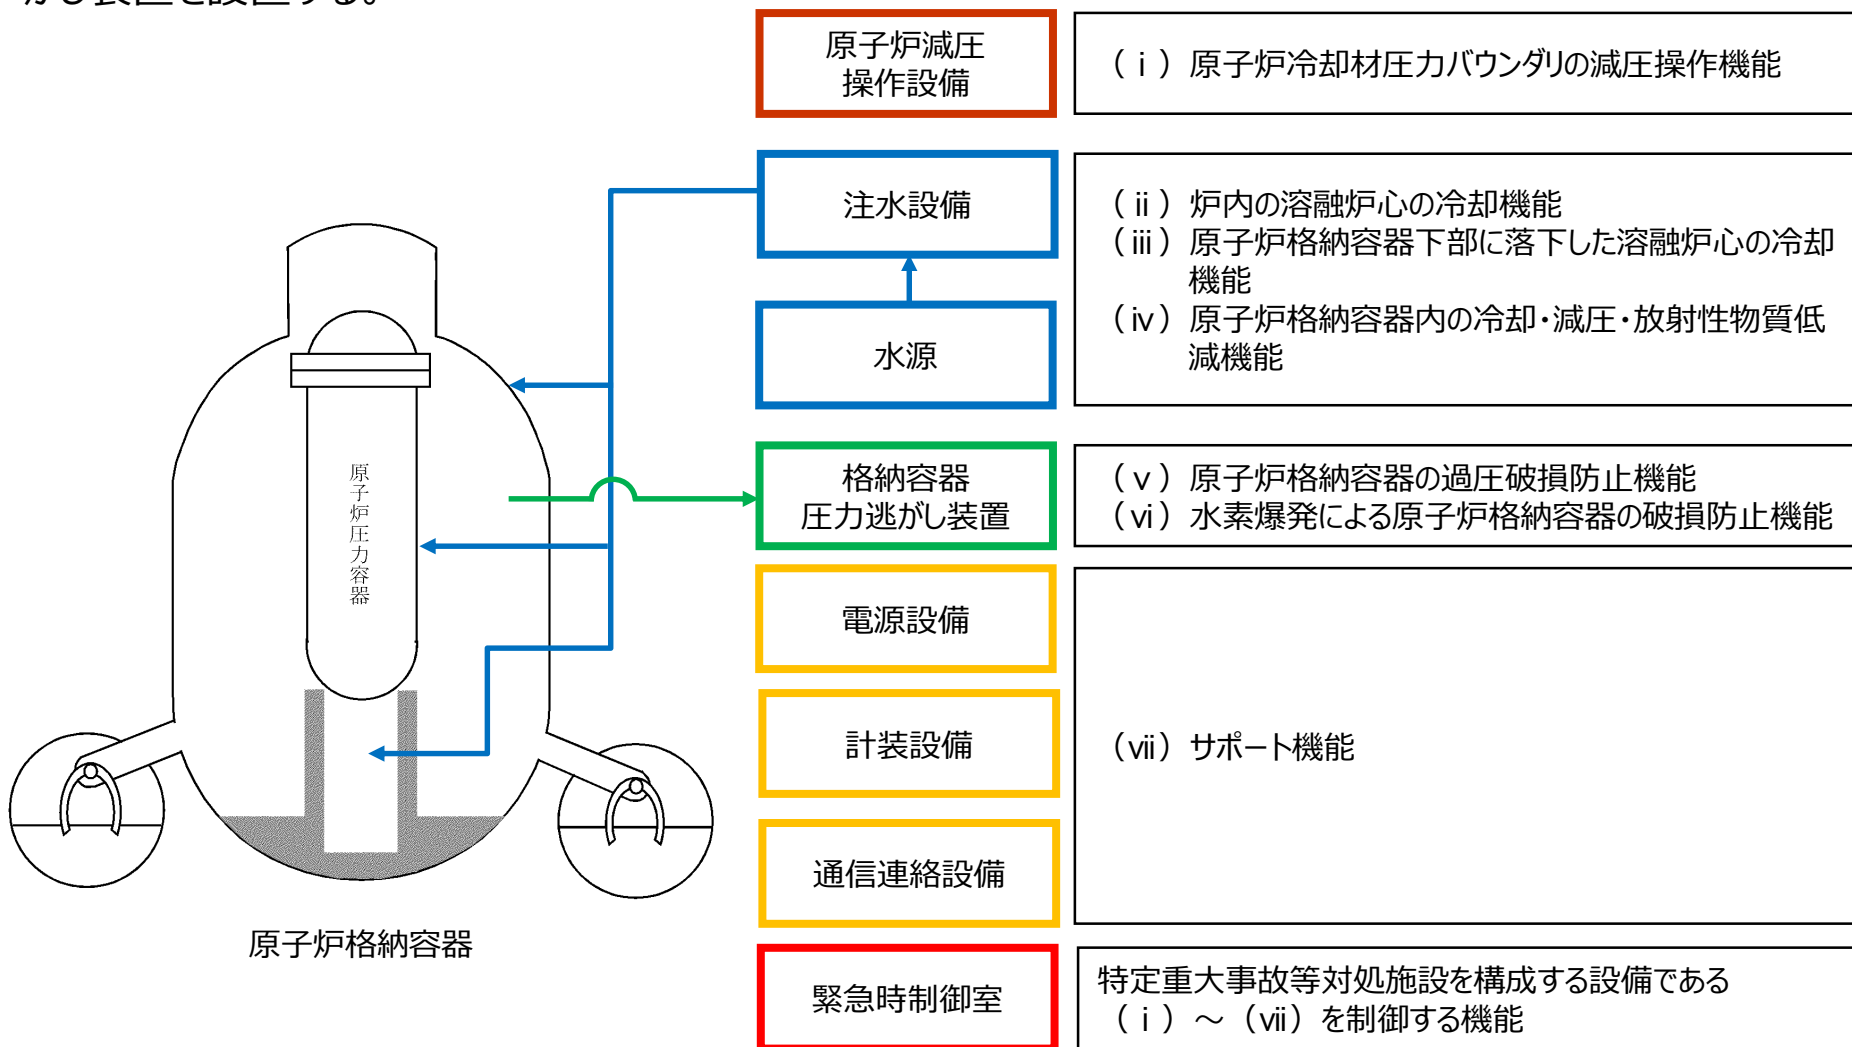 がし装置を設置する。
原子炉減圧
操作設備
（ⅰ）原子炉冷却材圧力バウンダリの減圧操作機能
注水設備
（ⅱ）炉内の溶融炉心の冷却機能
（ⅲ）原子炉格納容器下部に落下した溶融炉心の冷却
機能
（ⅳ）原子炉格納容器内の冷却・減圧・放射性物質低
減機能
水源
格納容器
圧力逃がし装置
（ⅴ）原子炉格納容器の過圧破損防止機能
（ⅵ）水素爆発による原子炉格納容器の破損防止機能
原子炉圧力容器
電源設備
計装設備
（ⅶ）サポート機能
通信連絡設備
原子炉格納容器
緊急時制御室
特定重大事故等対処施設を構成する設備である
（ⅰ）～（ⅶ）を制御する機能